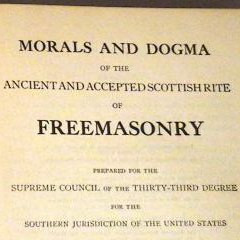 MORALS AND DOGMA
OF THE
ANCIENT AND ACCEPTED SCOTTISH RITE
OF
FREEMASONRY
PREPARED FOR THE
SUPREME COUNCIL OF THE THIRTY-THIRD DEGREE
FOR THE
SOUTHERN JURISDICTION OF THE UNITED STATES